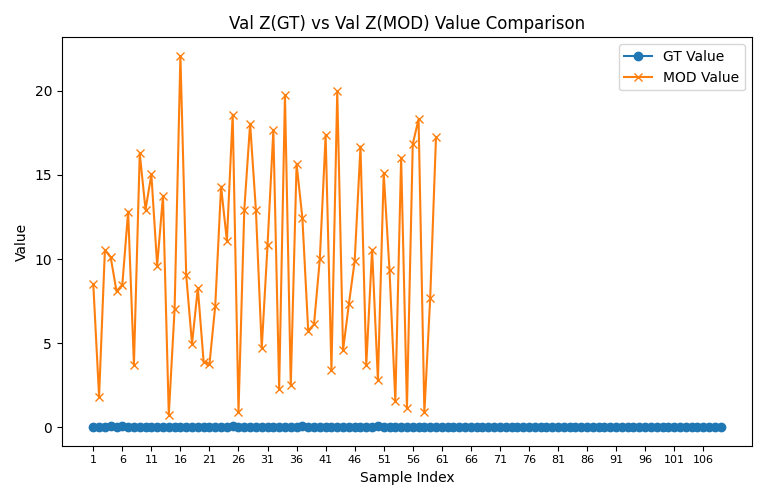 Val Z(GT) vs Val Z(MOD) Value Comparison
GT Value
MOD Value
Value
20
15
10
5
0
1 6 11 16 21 26 31 36 41 46 51 56 61 66 71 76 81 86 91 96 101 106
Sample Index